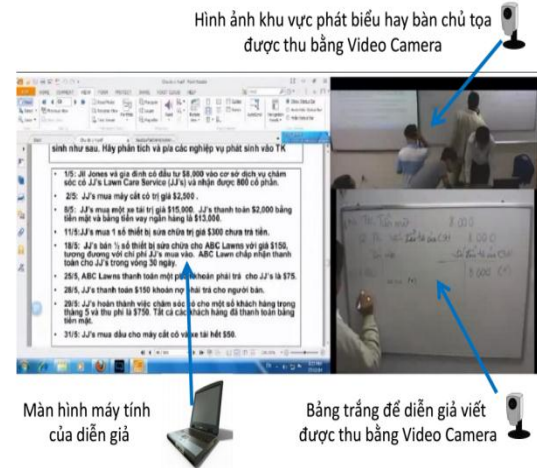 Hình ảnh khu vực phát biểu hay bàn chủ tọa
được thu bằng Video Camera
sinh như sau. Hãy phân tích và p/a các nghiệp vụ phát sinh vào TK
• 1/5: Jil Jones và gia đình cô đầu tư $8,000 vào cơ sở dịch vụ chăm
sóc cỏ JJ's Lawn Care Service (JJ's) và nhận được 800 cổ phần.
• 2/5: JJ's mua máy cắt cỏ trị giá $2,500 .
• 8/5: JJ's mua một xe tải trị giá $15,000. JJ's thanh toán $2,000 bằng
tiền mặt và bằng tiền vay ngân hàng là $13,000.
• 11/5:JJ's mua 1 số thiết bị sửa chữa trị giá $300 chưa trả tiền.
• 18/5: JJ's bán ½ số thiết bị sửa chữa cho ABC Lawns với giá $150,
tương đương với chi phí JJ's mua vào. ABC Lawn chấp nhận thanh
toán cho JJ's trong vòng 30 ngày.
• 25/5, ABC Lawns thanh toán một phần khoản phải trả cho JJ's là $75.
• 28/5, JJ's thanh toán $150 khoản nợ phải trả cho người bán.
• 29/5: JJ's hoàn thành việc chăm sóc cỏ cho một số khách hàng trong
tháng 5 và thu phí là $750. Tất cả các khách hàng đã thanh toán bằng
tiền mặt.
• 31/5: JJ's mua dầu cho máy cắt cỏ và xe tải hết $50.
8 000
8 000
8 000
Màn hình máy tính
của diễn giả
Bảng trắng để diễn giả viết
được thu bằng Video Camera